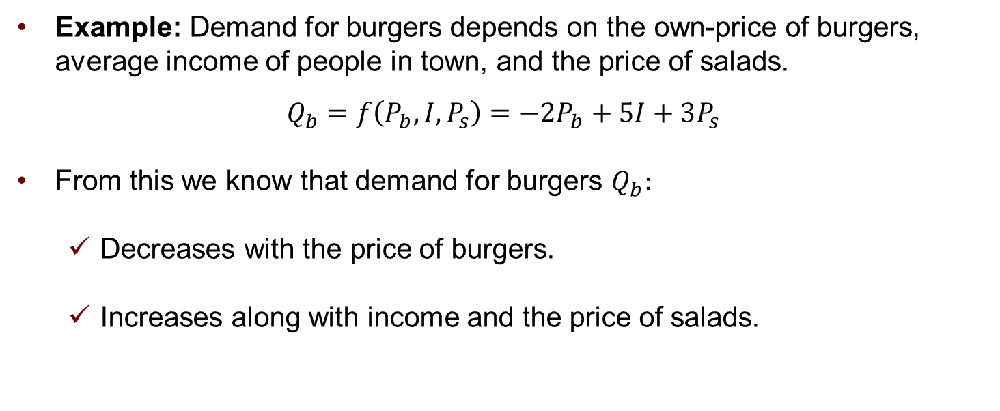 • Example: Demand for burgers depends on the own-price of burgers,
average income of people in town, and the price of salads.
Q_b = f(P_b, I, P_s) = −2P_b + 5I + 3P_s
• From this we know that demand for burgers Q_b:
✓ Decreases with the price of burgers.
✓ Increases along with income and the price of salads.